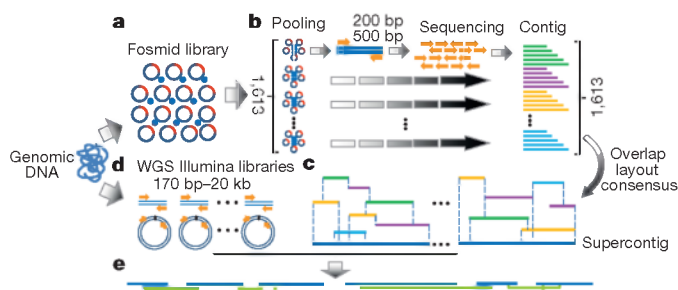 a
Fosmid library
b
Pooling
200 bp
500 bp
Sequencing
Contig
1,613
1,613
Genomic
DNA
d
WGS Illumina libraries
170 bp–20 kb
c
Overlap
layout
consensus
Supercontig
e